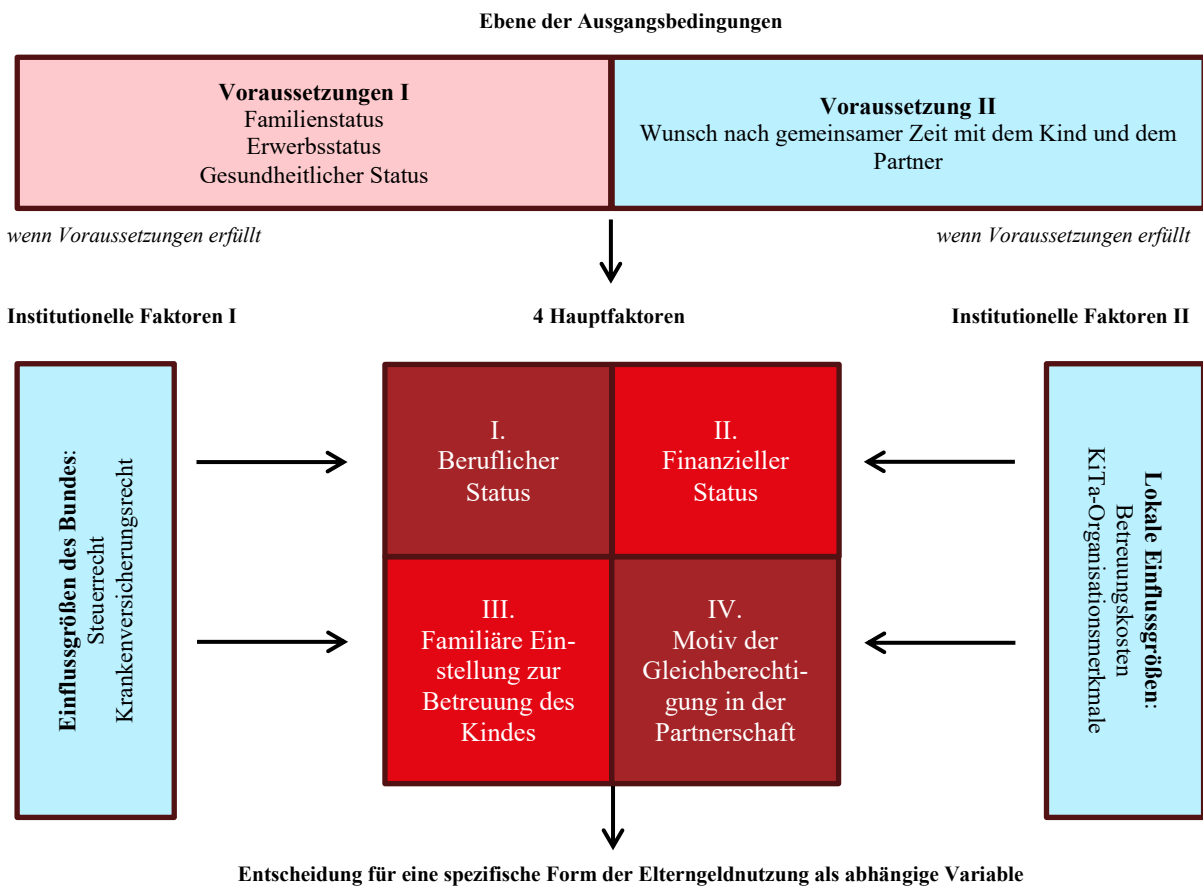 Ebene der Ausgangsbedingungen
Voraussetzungen I
Familienstatus
Erwerbsstatus
Gesundheitlicher Status
Voraussetzung II
Wunsch nach gemeinsamer Zeit mit dem Kind und dem
Partner
wenn Voraussetzungen erfüllt
wenn Voraussetzungen erfüllt
Institutionelle Faktoren I
4 Hauptfaktoren
Institutionelle Faktoren II
Einflussgrößen des Bundes:
Steuerrecht
Krankenversicherungsrecht
I.
Beruflicher
Status
II.
Finanzieller
Status
III.
Familiäre Ein-
stellung zur
Betreuung des
Kindes
IV.
Motiv der
Gleichberechti-
gung in der
Partnerschaft
Lokale Einflussgrößen:
Betreuungskosten
KiTa-Organisationsmerkmale
Entscheidung für eine spezifische Form der Elterngeldnutzung als abhängige Variable